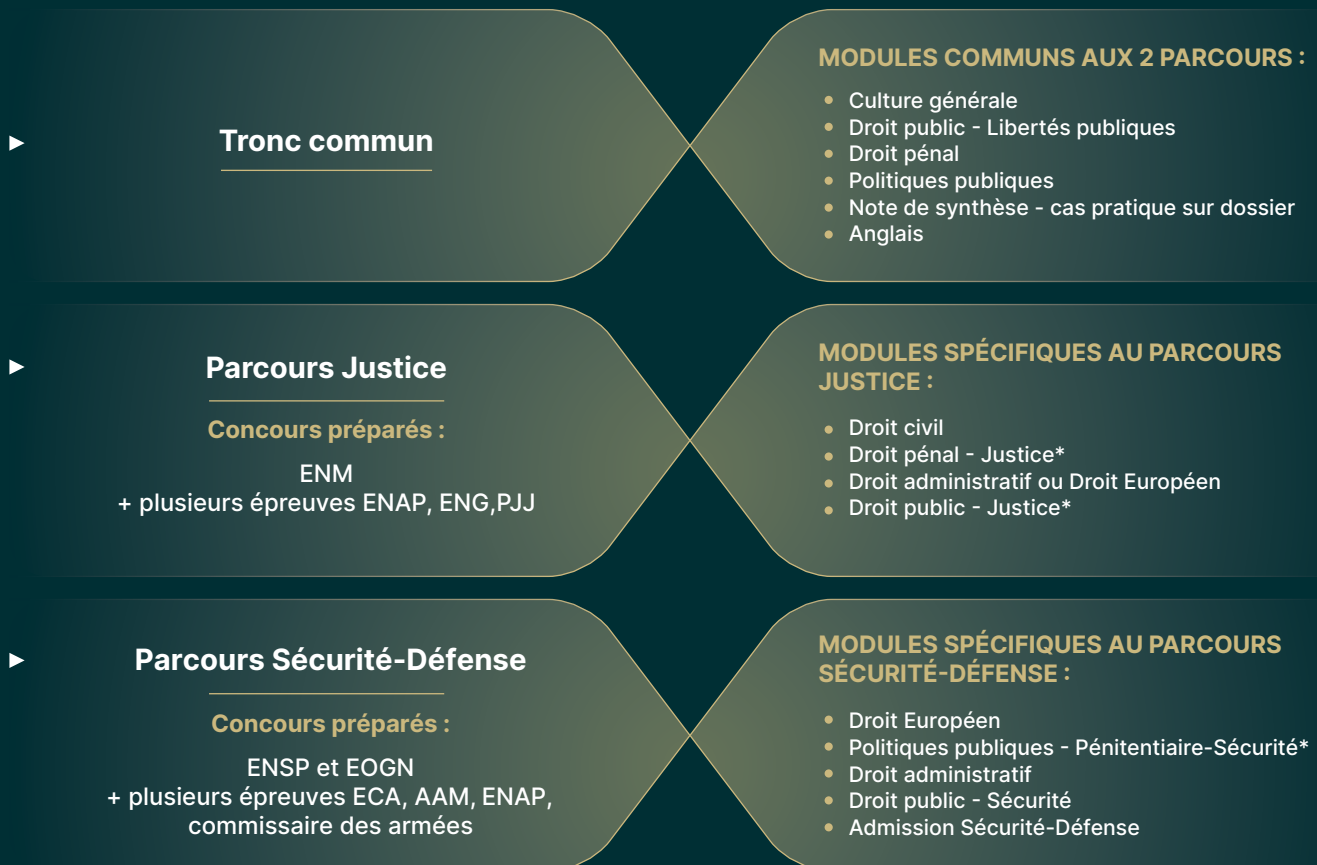 Tronc commun
MODULES COMMUNS AUX 2 PARCOURS :
Culture générale
Droit public - Libertés publiques
Droit pénal
Politiques publiques
Note de synthèse - cas pratique sur dossier
Anglais
Parcours Justice
Concours préparés :
ENM
+ plusieurs épreuves ENAP, ENG,PJJ
MODULES SPÉCIFIQUES AU PARCOURS
JUSTICE :
Droit civil
Droit pénal - Justice*
Droit administratif ou Droit Européen
Droit public - Justice*
Parcours Sécurité-Défense
Concours préparés :
ENSP et EOGN
+ plusieurs épreuves ECA, AAM, ENAP,
commissaire des armées
MODULES SPÉCIFIQUES AU PARCOURS
SÉCURITÉ-DÉFENSE :
Droit Européen
Politiques publiques - Pénitentiaire-Sécurité*
Droit administratif
Droit public - Sécurité
Admission Sécurité-Défense